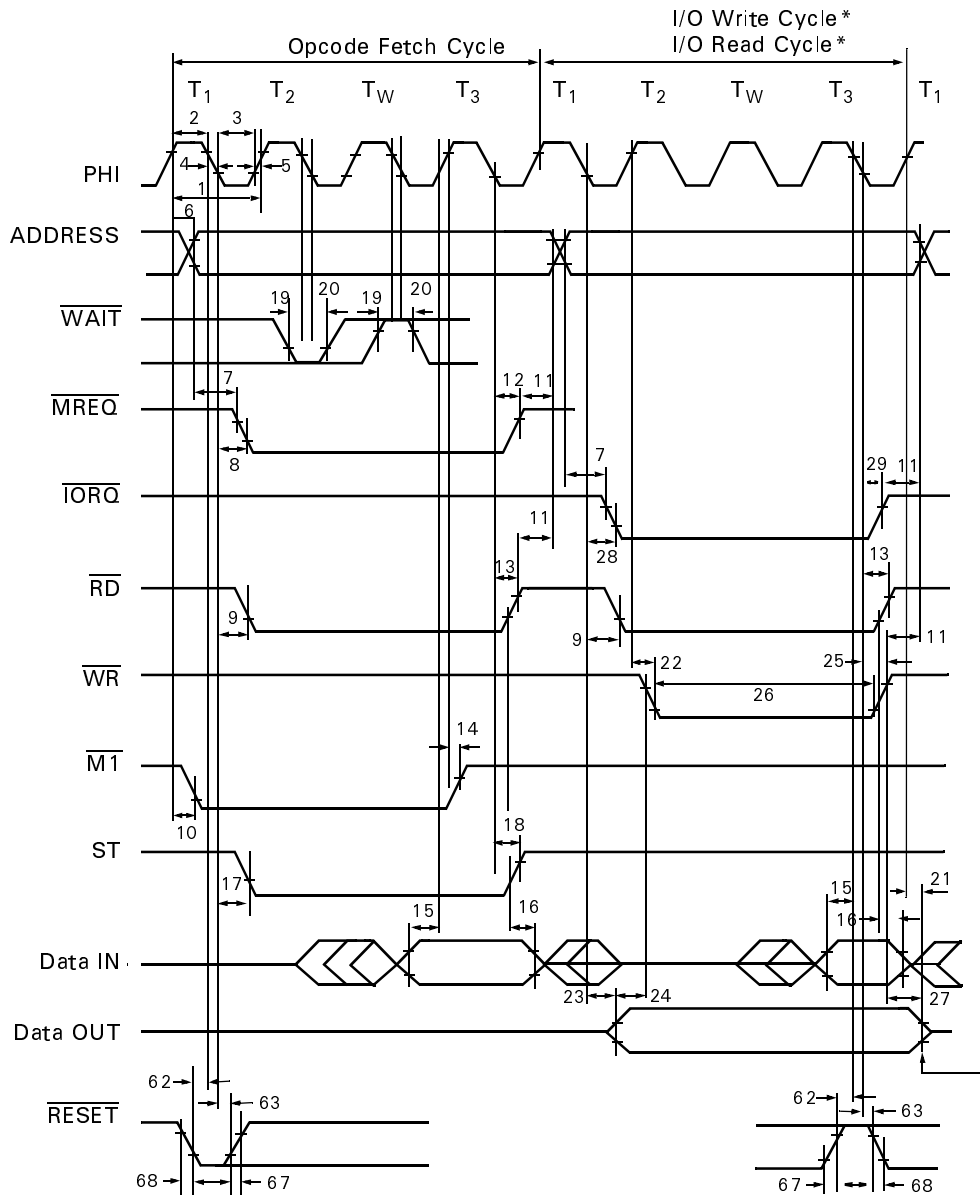 I/O Write Cycle*
Opcode Fetch Cycle I/O Read Cycle*
T1 T2 TW T3 T1 T2 TW T3 T1
2 3
PHI
4 5
1
6
ADDRESS
19 20 19 20
WAIT
7 12 11
MREQ
8
7 29 11
IORQ
11
28
13 13
RD
9 9 11
22 25
WR
26
14
M1
10
18
ST
17 15 21
15 16 16
Data IN
23 24 27
Data OUT
62 62
63 63
RESET
68 67 67 68